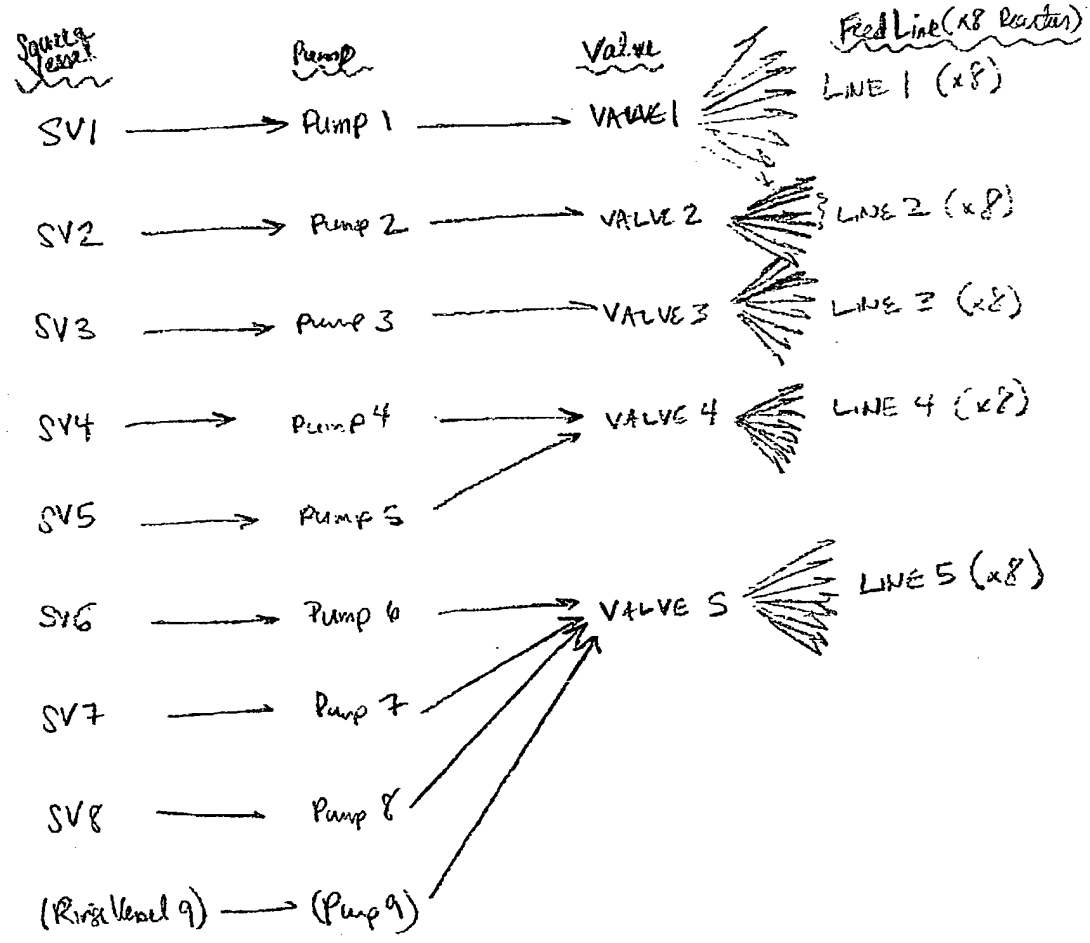 Source Vessel Pump Valve Feed Line (x8 Reactors)
SV1 Pump 1 VALVE 1 LINE 1 (x8)
SV2 Pump 2 VALVE 2 LINE 2 (x8)
SV3 Pump 3 VALVE 3 LINE 3 (x8)
SV4 Pump 4 VALVE 4 LINE 4 (x8)
SV5 Pump 5
SV6 Pump 6 VALVE 5 LINE 5 (x8)
SV7 Pump 7
SV8 Pump 8
(Rinse Vessel 9) (Pump 9)